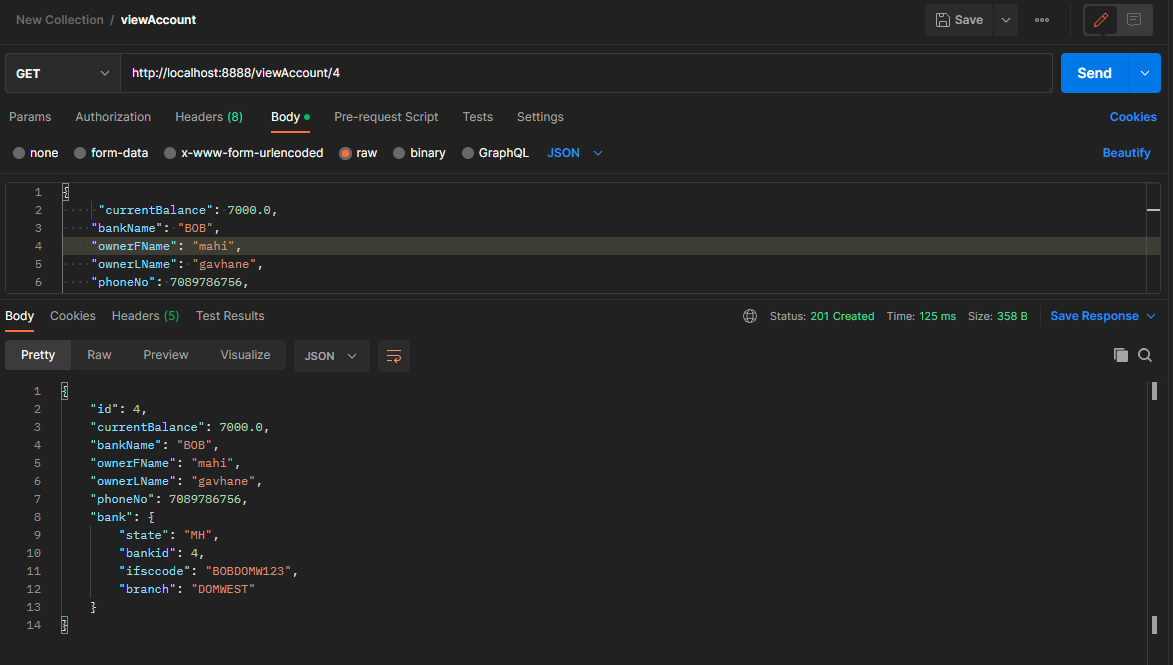 New Collection / viewAccount
Save
GET
http://localhost:8888/viewAccount/4
Send
Params Authorization Headers (8) Body Pre-request Script Tests Settings
Cookies
none form-data x-www-form-urlencoded raw binary GraphQL JSON
Beautify
1 {
2 "currentBalance": 7000.0,
3 "bankName": "BOB",
4 "ownerFName": "mahi",
5 "ownerLName": "gavhane",
6 "phoneNo": 7089786756,
Body Cookies Headers (5) Test Results
Status: 201 Created Time: 125 ms Size: 358 B Save Response
Pretty Raw Preview Visualize JSON
1 {
2 "id": 4,
3 "currentBalance": 7000.0,
4 "bankName": "BOB",
5 "ownerFName": "mahi",
6 "ownerLName": "gavhane",
7 "phoneNo": 7089786756,
8 "bank": {
9 "state": "MH",
10 "bankid": 4,
11 "ifsccode": "BOBDOMW123",
12 "branch": "DOMWEST"
13 }
14 }